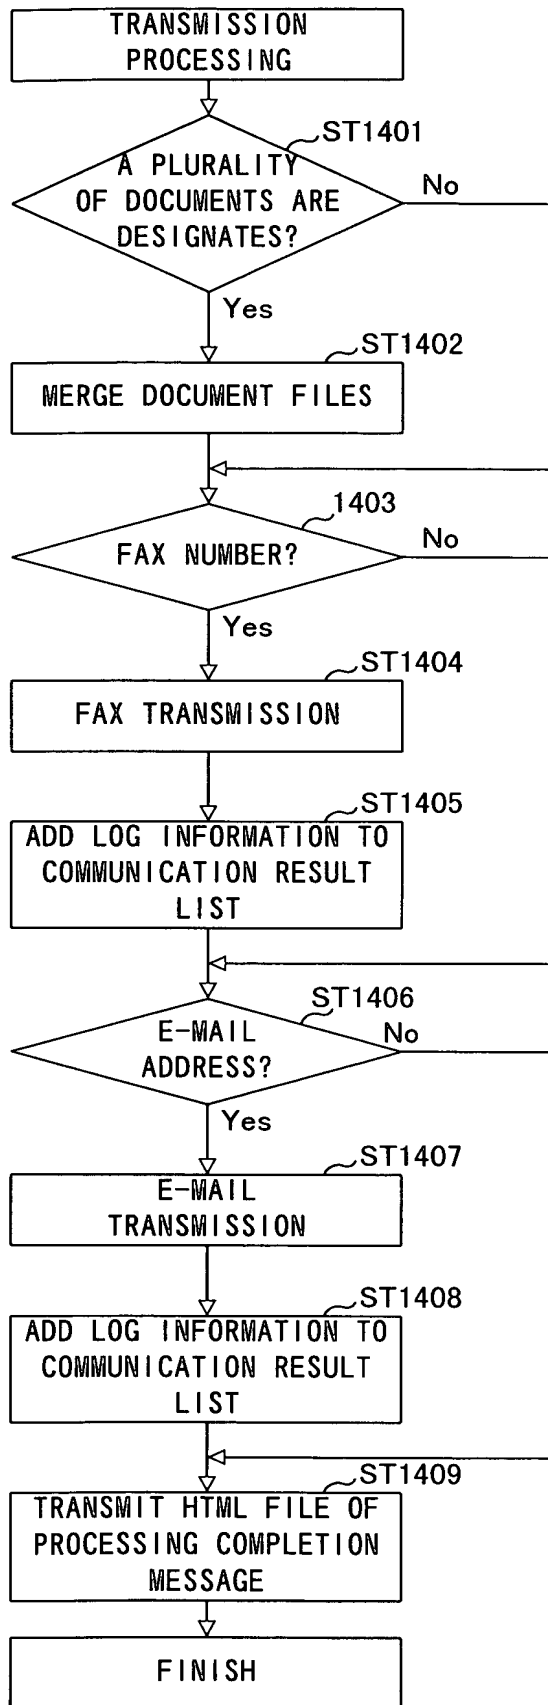 TRANSMISSION
PROCESSING
ST1401
A PLURALITY
OF DOCUMENTS ARE
DESIGNATES?
No
Yes
ST1402
MERGE DOCUMENT FILES
1403
FAX NUMBER?
No
Yes
ST1404
FAX TRANSMISSION
ST1405
ADD LOG INFORMATION TO
COMMUNICATION RESULT
LIST
ST1406
E-MAIL
ADDRESS?
No
Yes
ST1407
E-MAIL
TRANSMISSION
ST1408
ADD LOG INFORMATION TO
COMMUNICATION RESULT
LIST
ST1409
TRANSMIT HTML FILE OF
PROCESSING COMPLETION
MESSAGE
FINISH